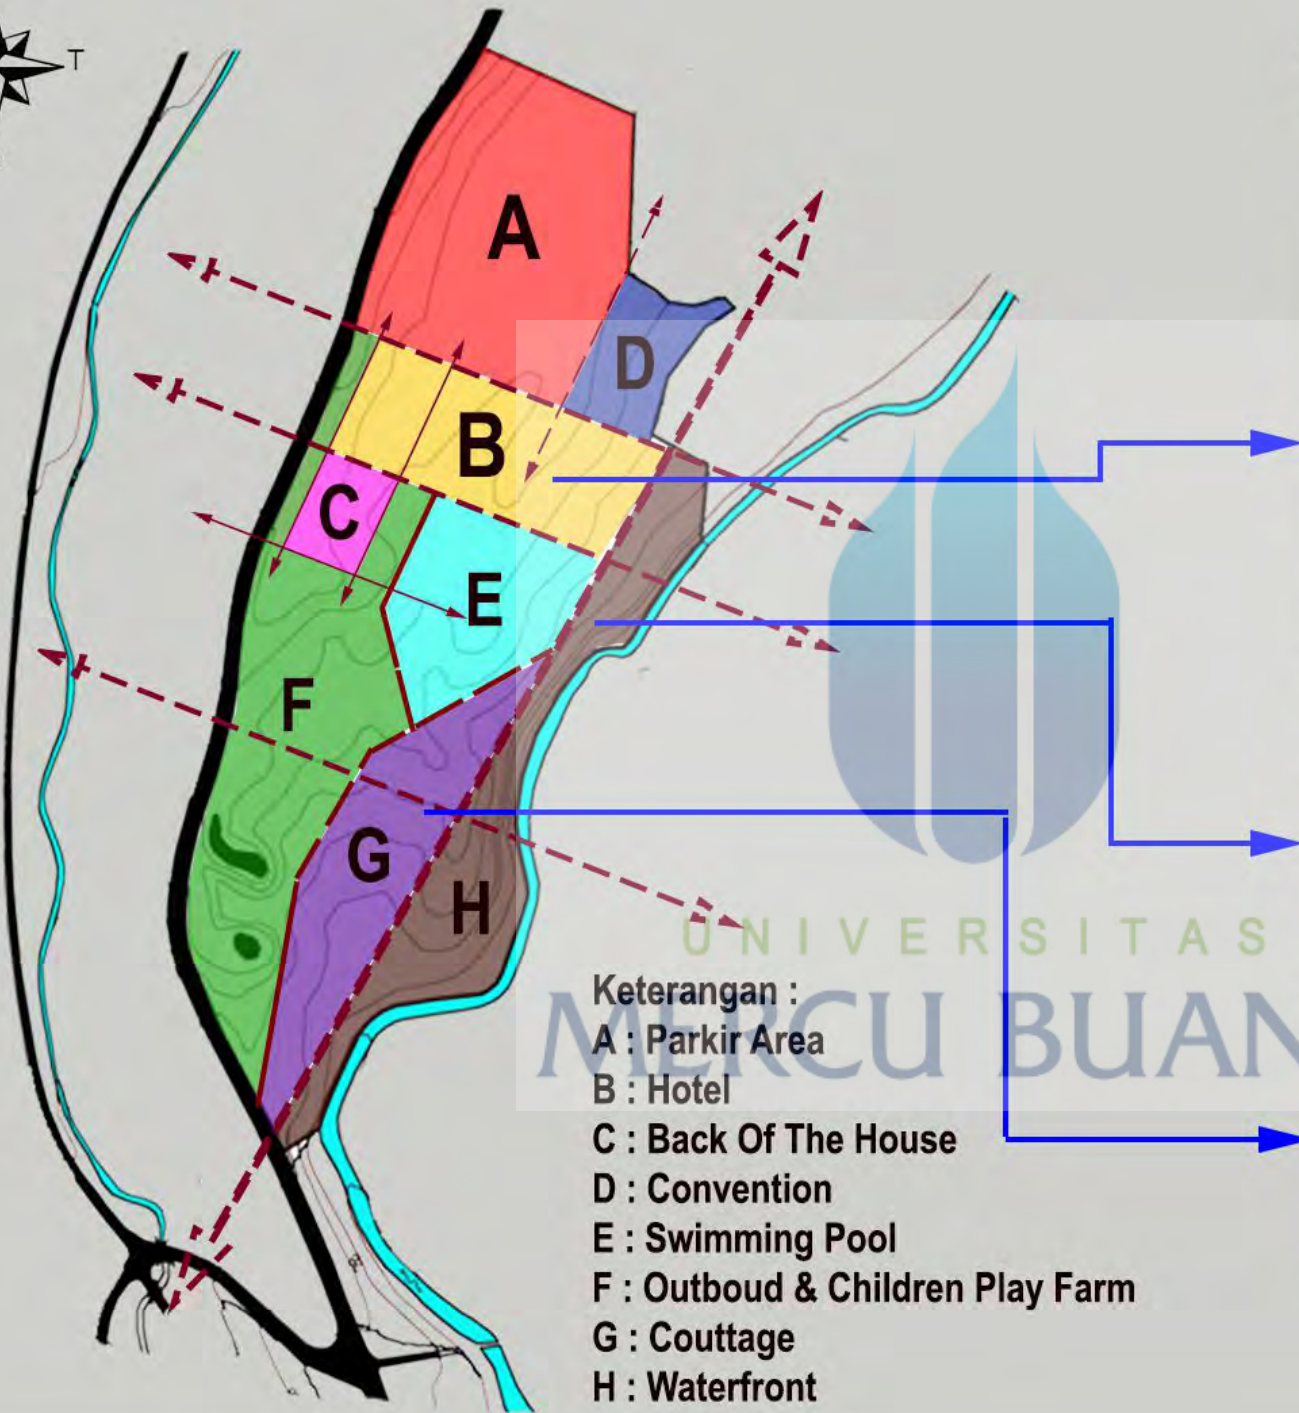 T
A
D
B
C
E
F
G
H
UNIVERSITAS
MERCU BUAN
Keterangan :
A : Parkir Area
B : Hotel
C : Back Of The House
D : Convention
E : Swimming Pool
F : Outboud & Children Play Farm
G : Couttage
H : Waterfront